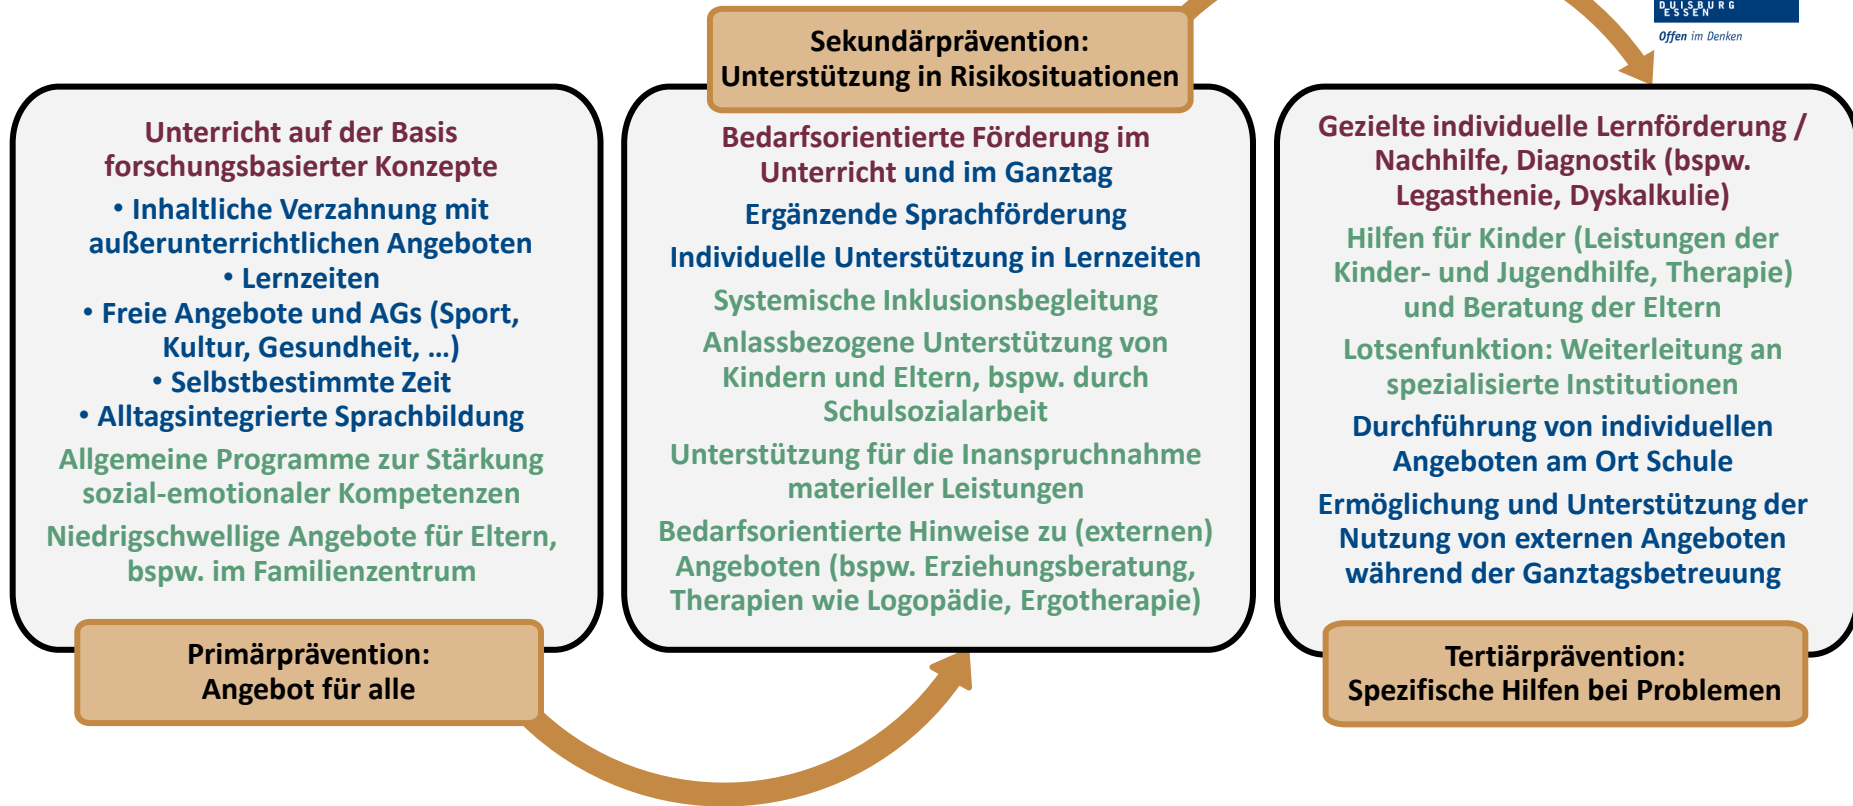 DUISBURG
ESSEN
Offen im Denken
Sekundärprävention:
Unterstützung in Risikosituationen
Unterricht auf der Basis
forschungsbasierter Konzepte
• Inhaltliche Verzahnung mit
außerunterrichtlichen Angeboten
• Lernzeiten
• Freie Angebote und AGs (Sport,
Kultur, Gesundheit, …)
• Selbstbestimmte Zeit
• Alltagsintegrierte Sprachbildung
Allgemeine Programme zur Stärkung
sozial-emotionaler Kompetenzen
Niedrigschwellige Angebote für Eltern,
bspw. im Familienzentrum
Primärprävention:
Angebot für alle
Bedarfsorientierte Förderung im
Unterricht und im Ganztag
Ergänzende Sprachförderung
Individuelle Unterstützung in Lernzeiten
Systemische Inklusionsbegleitung
Anlassbezogene Unterstützung von
Kindern und Eltern, bspw. durch
Schulsozialarbeit
Unterstützung für die Inanspruchnahme
materieller Leistungen
Bedarfsorientierte Hinweise zu (externen)
Angeboten (bspw. Erziehungsberatung,
Therapien wie Logopädie, Ergotherapie)
Gezielte individuelle Lernförderung /
Nachhilfe, Diagnostik (bspw.
Legasthenie, Dyskalkulie)
Hilfen für Kinder (Leistungen der
Kinder- und Jugendhilfe, Therapie)
und Beratung der Eltern
Lotsenfunktion: Weiterleitung an
spezialisierte Institutionen
Durchführung von individuellen
Angeboten am Ort Schule
Ermöglichung und Unterstützung der
Nutzung von externen Angeboten
während der Ganztagsbetreuung
Tertiärprävention:
Spezifische Hilfen bei Problemen